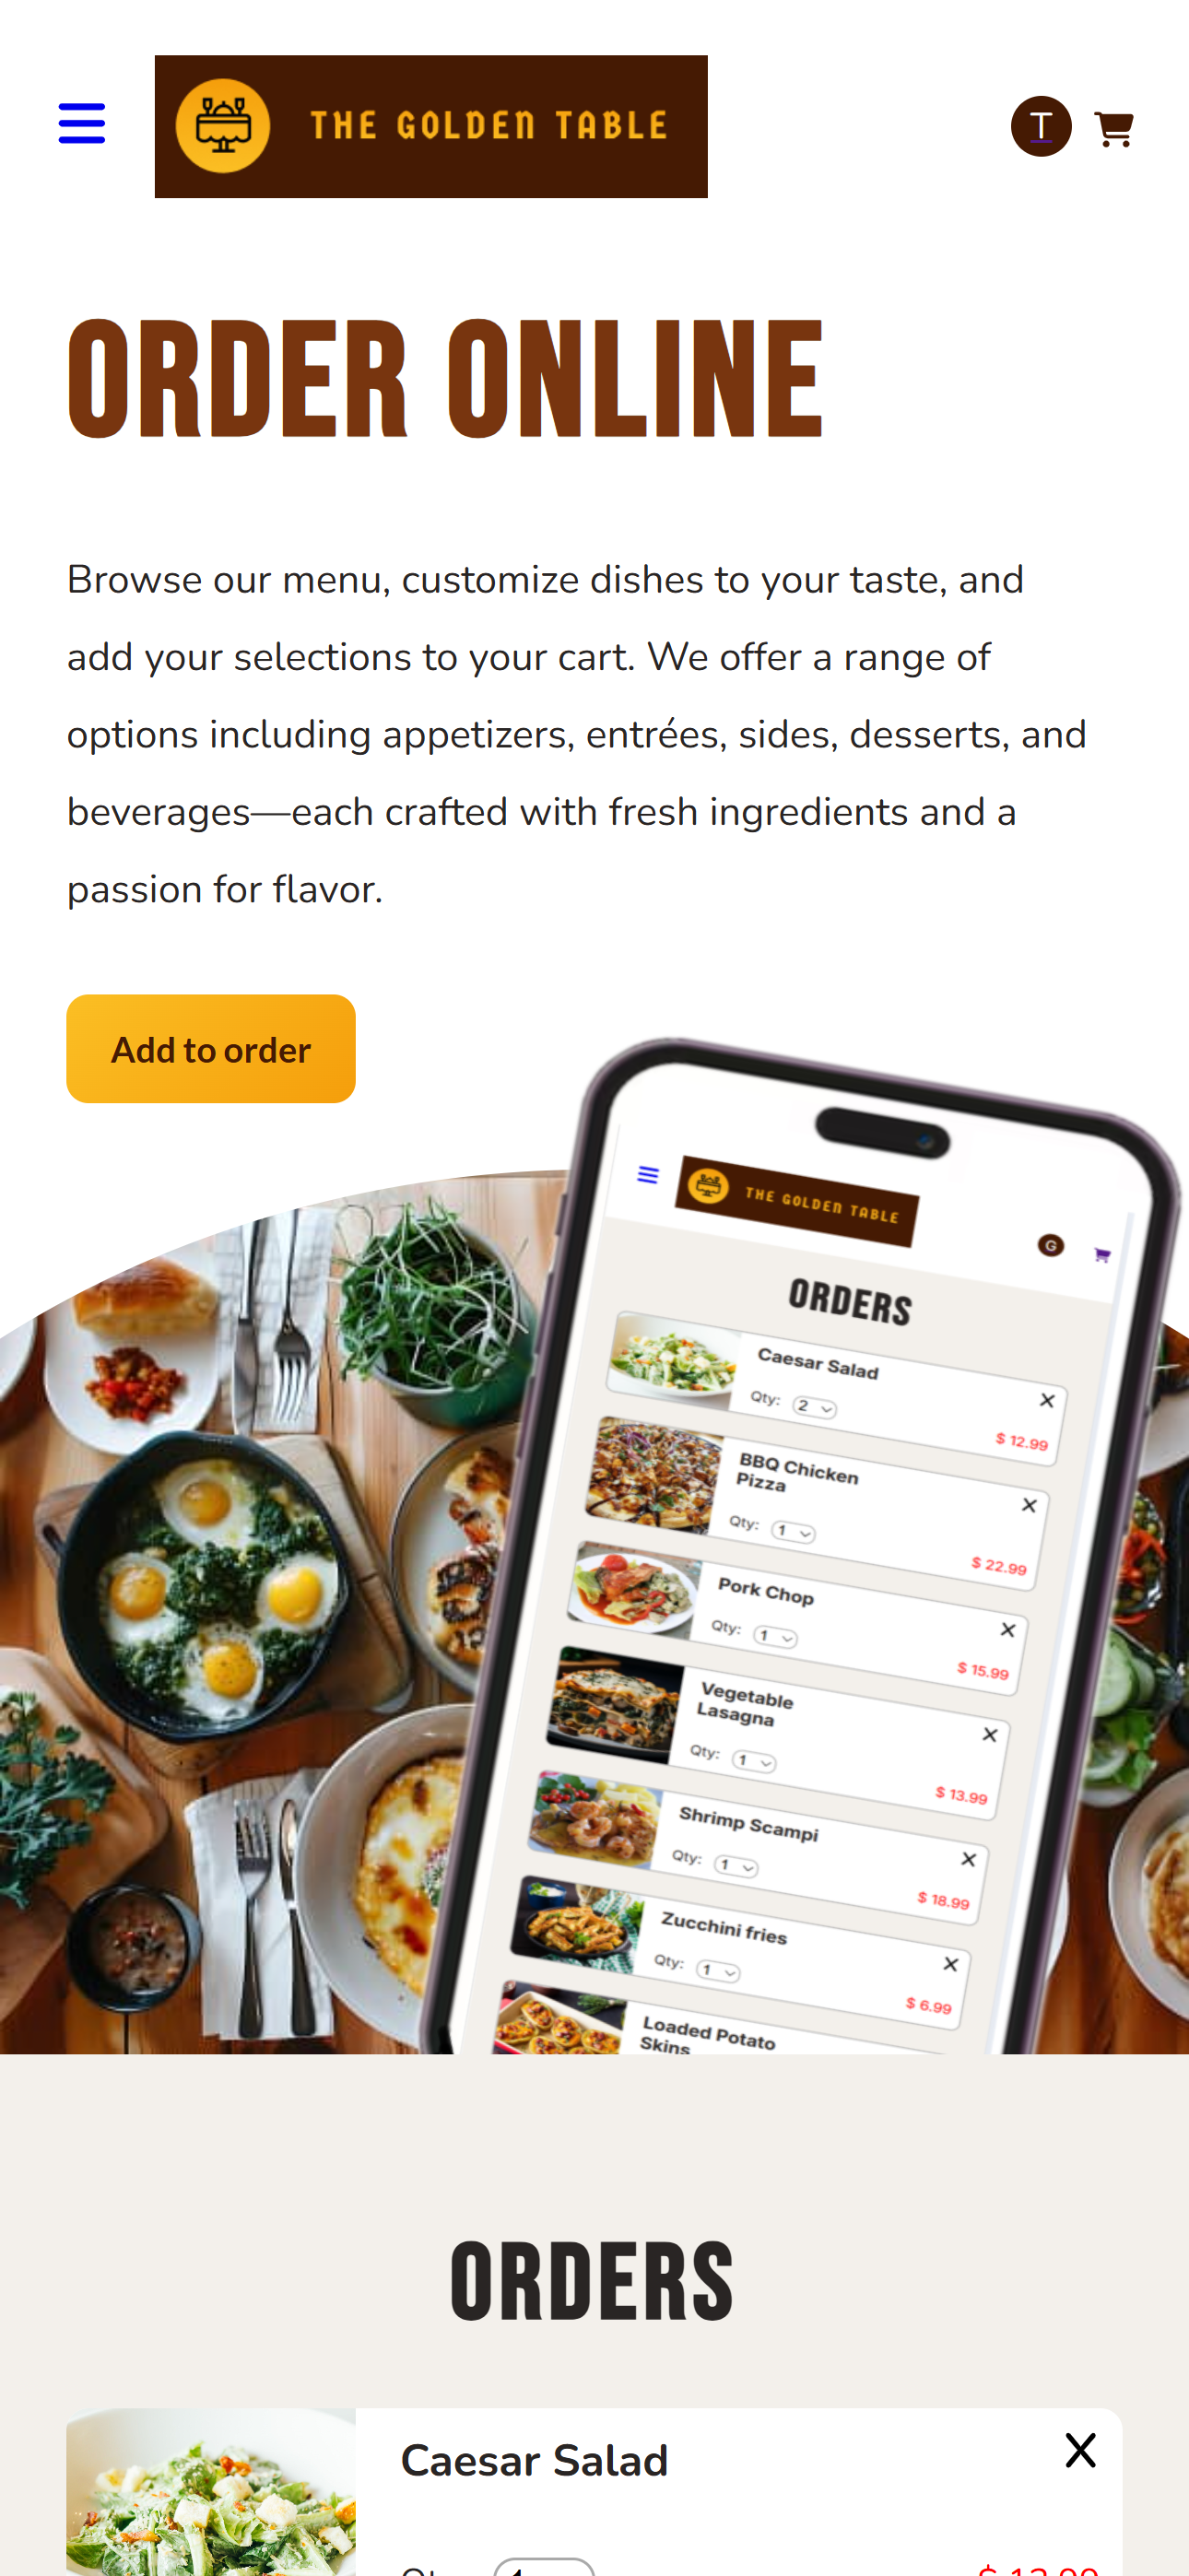 THE GOLDEN TABLE
T
ORDER ONLINE
Browse our menu, customize dishes to your taste, and
add your selections to your cart. We offer a range of
options including appetizers, entrées, sides, desserts, and
beverages—each crafted with fresh ingredients and a
passion for flavor.
Add to order
THE GOLDEN TABLE
G
ORDERS
Caesar Salad
Qty: 2
$ 12.99
BBQ Chicken
Pizza
Qty: 1
$ 22.99
Pork Chop
Qty: 1
$ 15.99
Vegetable
Lasagna
Qty: 1
$ 13.99
Shrimp Scampi
Qty: 1
$ 18.99
Zucchini fries
Qty: 1
$ 6.99
Loaded Potato
Skins
ORDERS
Caesar Salad